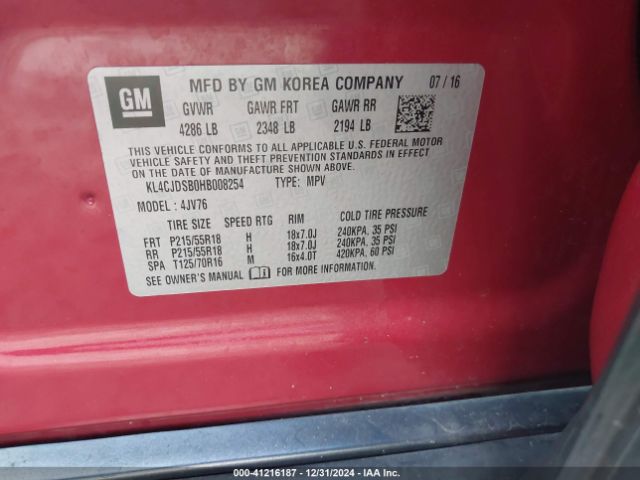 GM
MFD BY GM KOREA COMPANY 07/16
GVWR GAWR FRT GAWR RR
4286 LB 2348 LB 2194 LB
THIS VEHICLE CONFORMS TO ALL APPLICABLE U.S. FEDERAL MOTOR
VEHICLE SAFETY AND THEFT PREVENTION STANDARDS IN EFFECT ON
THE DATE OF MANUFACTURE SHOWN ABOVE.
KL4CJDSB0HB008254 TYPE: MPV
MODEL: 4JV76
TIRE SIZE SPEED RTG RIM COLD TIRE PRESSURE
FRT P215/55R18 H 18x7.0J 240KPA, 35 PSI
RR P215/55R18 H 18x7.0J 240KPA, 35 PSI
SPA T125/70R16 M 16x4.0T 420KPA, 60 PSI
SEE OWNER'S MANUAL FOR MORE INFORMATION.
000-41216187 - 12/31/2024 - IAA Inc.